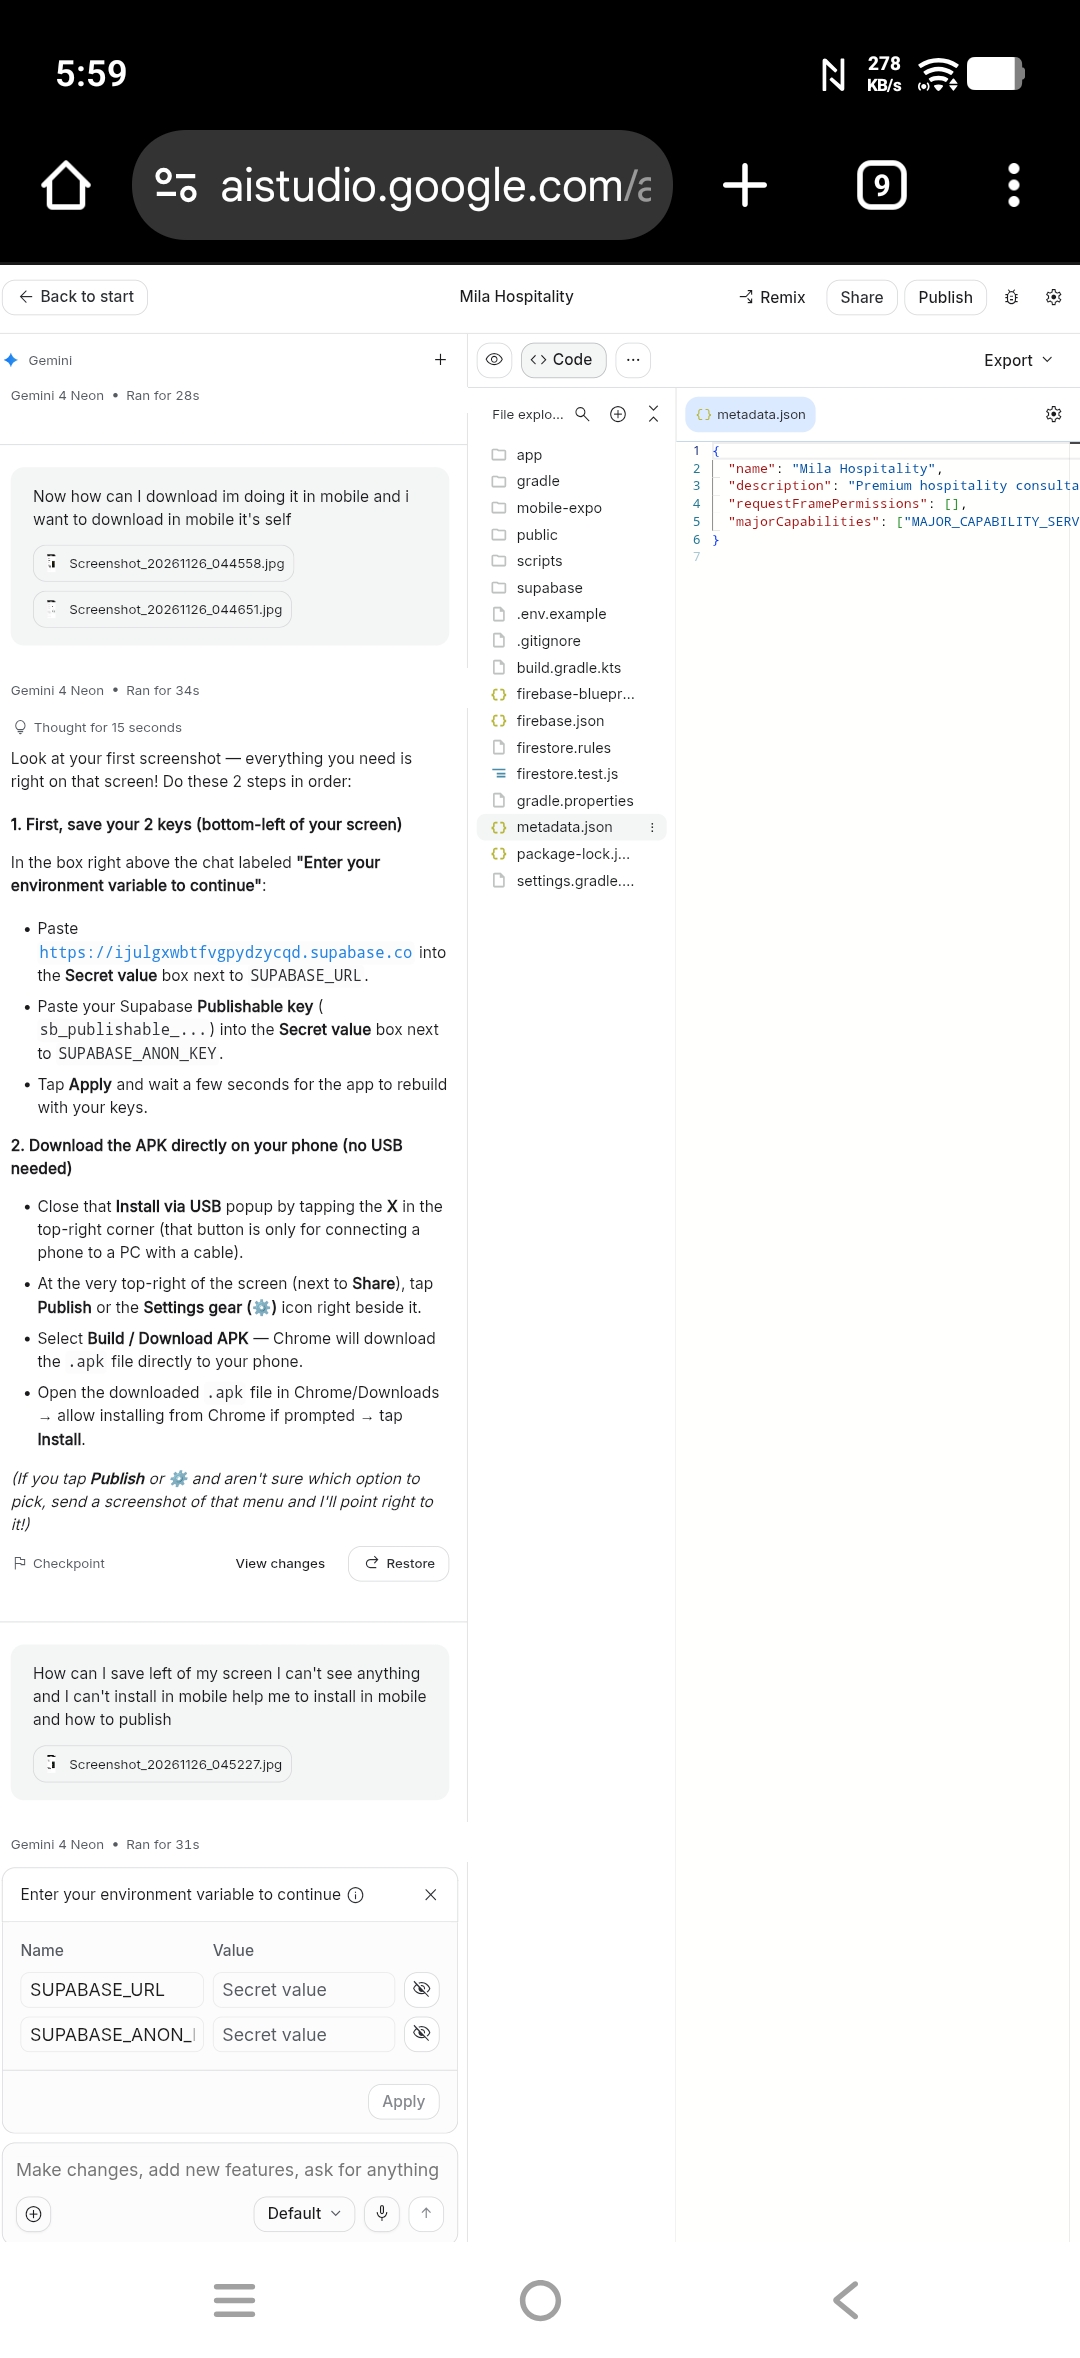 5:59
278
KB/s
aistudio.google.com/a
9
Back to start
Mila Hospitality
Remix
Share
Publish
Gemini
Gemini 4 Neon • Ran for 28s
Now how can I download im doing it in mobile and i
want to download in mobile it's self
Screenshot_20261126_044558.jpg
Screenshot_20261126_044651.jpg
Gemini 4 Neon • Ran for 34s
Thought for 15 seconds
Look at your first screenshot — everything you need is
right on that screen! Do these 2 steps in order:
1. First, save your 2 keys (bottom-left of your screen)
In the box right above the chat labeled "Enter your
environment variable to continue":
• Paste
https://ijulgxwbtfvgpydzycqd.supabase.co into
the Secret value box next to SUPABASE_URL.
• Paste your Supabase Publishable key (
sb_publishable_...) into the Secret value box next
to SUPABASE_ANON_KEY.
• Tap Apply and wait a few seconds for the app to rebuild
with your keys.
2. Download the APK directly on your phone (no USB
needed)
• Close that Install via USB popup by tapping the X in the
top-right corner (that button is only for connecting a
phone to a PC with a cable).
• At the very top-right of the screen (next to Share), tap
Publish or the Settings gear (⚙️) icon right beside it.
• Select Build / Download APK — Chrome will download
the .apk file directly to your phone.
• Open the downloaded .apk file in Chrome/Downloads
→ allow installing from Chrome if prompted → tap
Install.
(If you tap Publish or ⚙️ and aren't sure which option to
pick, send a screenshot of that menu and I'll point right to
it!)
Checkpoint
View changes
Restore
How can I save left of my screen I can't see anything
and I can't install in mobile help me to install in mobile
and how to publish
Screenshot_20261126_045227.jpg
Gemini 4 Neon • Ran for 31s
Enter your environment variable to continue
Name
Value
SUPABASE_URL
Secret value
SUPABASE_ANON_
Secret value
Apply
Make changes, add new features, ask for anything
Default
Code
Export
File explo...
app
gradle
mobile-expo
public
scripts
supabase
.env.example
.gitignore
build.gradle.kts
firebase-bluepr...
firebase.json
firestore.rules
firestore.test.js
gradle.properties
metadata.json
package-lock.j...
settings.gradle....
metadata.json
1 {
2 "name": "Mila Hospitality",
3 "description": "Premium hospitality consulta
4 "requestFramePermissions": [],
5 "majorCapabilities": ["MAJOR_CAPABILITY_SERV
6 }
7